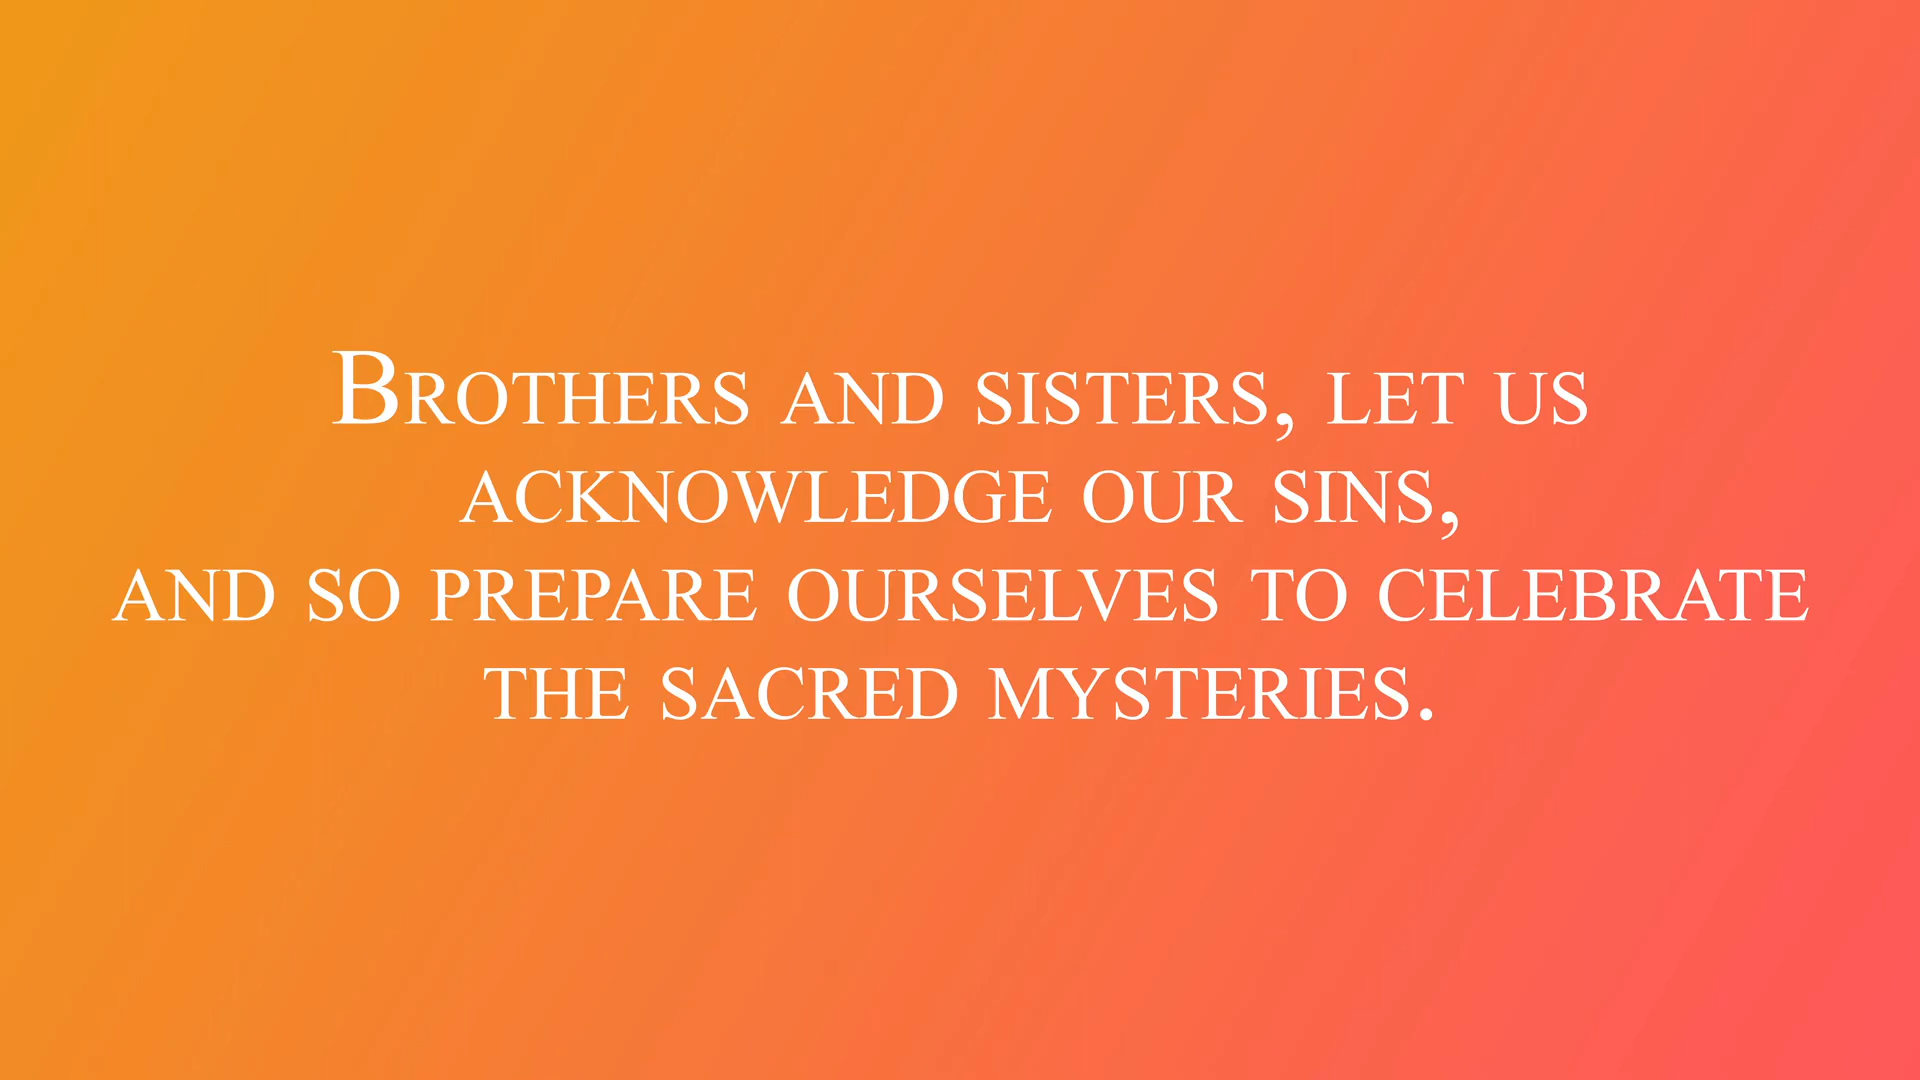 Brothers and sisters, let us
acknowledge our sins,
and so prepare ourselves to celebrate
the sacred mysteries.